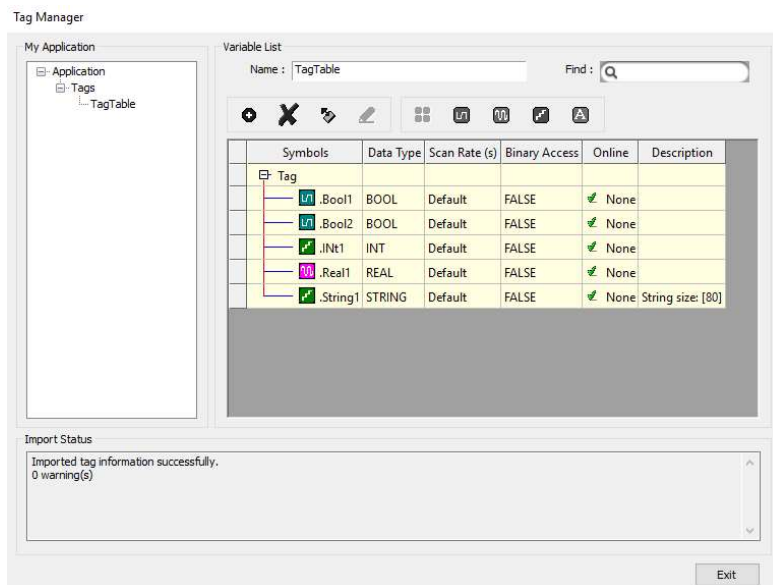 Tag Manager
My Application
Application
Tags
TagTable
Variable List
Name : TagTable
Find :
A
Symbols Data Type Scan Rate (s) Binary Access Online Description
Tag
.Bool1 BOOL Default FALSE None
.Bool2 BOOL Default FALSE None
.INt1 INT Default FALSE None
.Real1 REAL Default FALSE None
.String1 STRING Default FALSE None String size: [80]
Import Status
Imported tag information successfully.
0 warning(s)
Exit